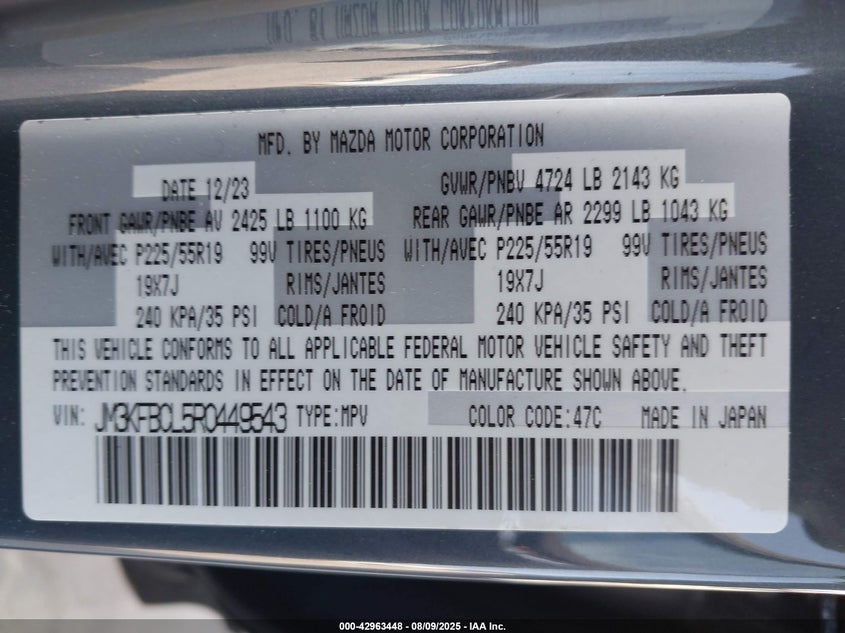 MFD. BY MAZDA MOTOR CORPORATION
DATE 12/23 GVWR/PNBV 4724 LB 2143 KG
FRONT GAWR/PNBE AV 2425 LB 1100 KG REAR GAWR/PNBE AR 2299 LB 1043 KG
WITH/AVEC P225/55R19 99V TIRES/PNEUS WITH/AVEC P225/55R19 99V TIRES/PNEUS
19X7J RIMS/JANTES 19X7J RIMS/JANTES
240 KPA/35 PSI COLD/A FROID 240 KPA/35 PSI COLD/A FROID
THIS VEHICLE CONFORMS TO ALL APPLICABLE FEDERAL MOTOR VEHICLE SAFETY AND THEFT
PREVENTION STANDARDS IN EFFECT ON THE DATE OF MANUFACTURE SHOWN ABOVE.
VIN: JM3KFBCL5R0449543 TYPE:MPV COLOR CODE:47C MADE IN JAPAN
000-42963448 - 08/09/2025 - IAA Inc.